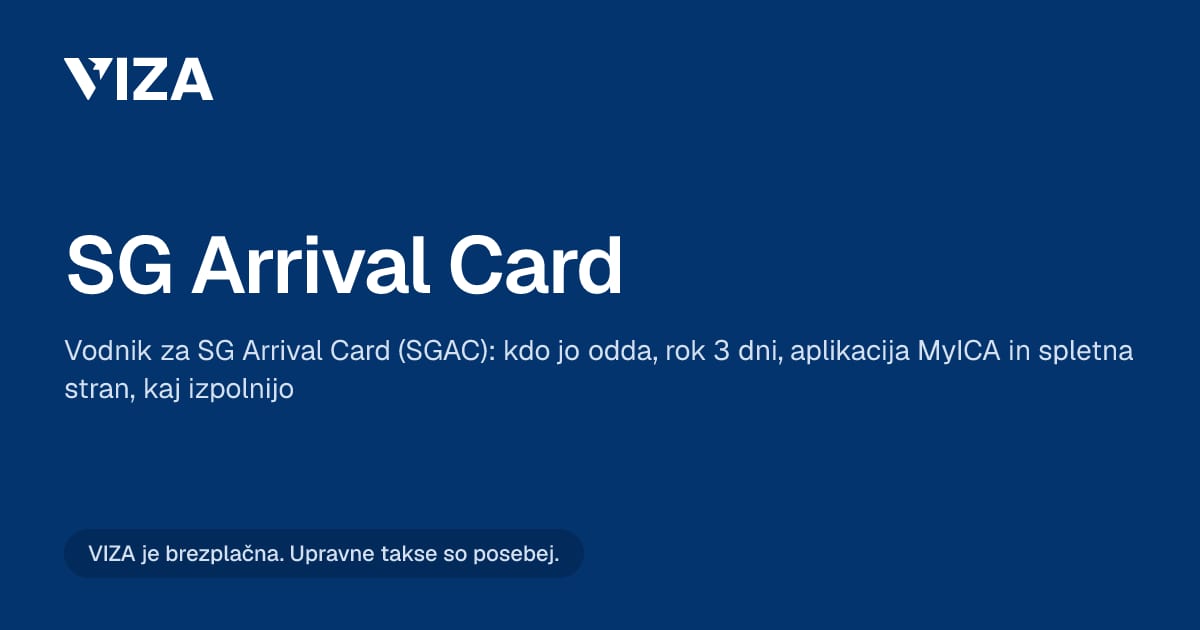 VIZA
SG Arrival Card
Vodnik za SG Arrival Card (SGAC): kdo jo odda, rok 3 dni, aplikacija MyICA in spletna
stran, kaj izpolnijo
VIZA je brezplačna. Upravne takse so posebej.